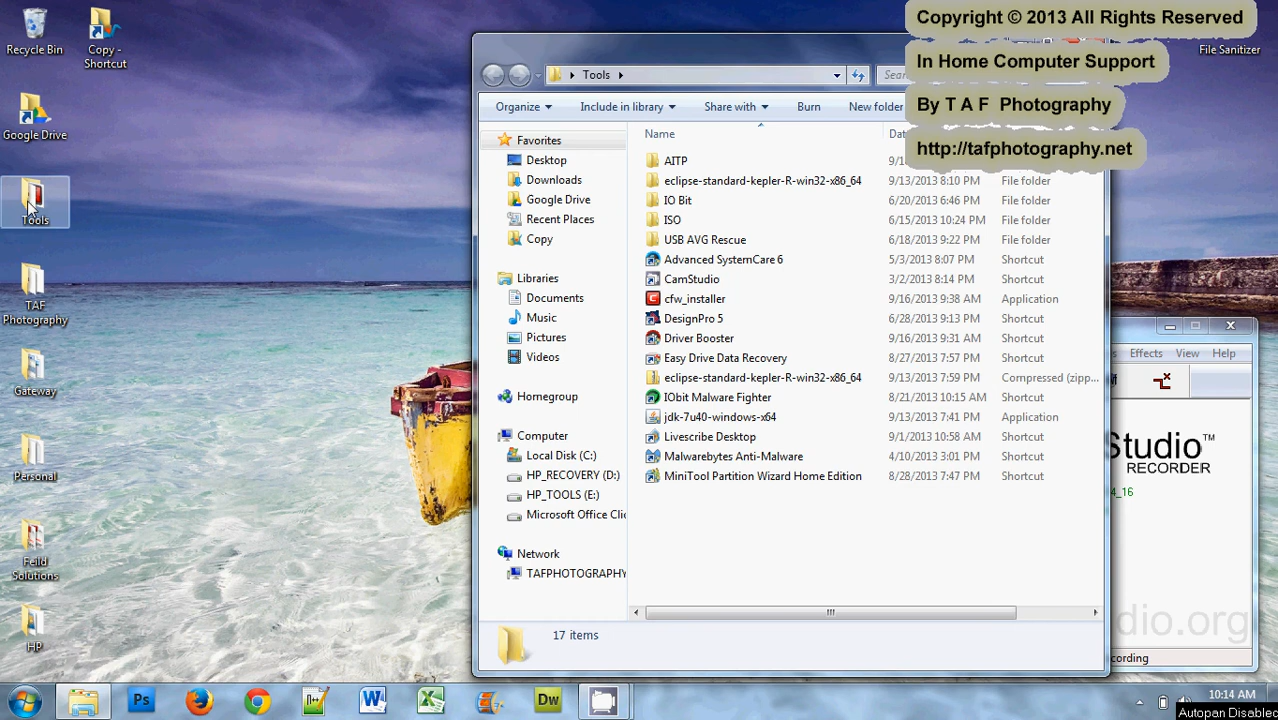 Recycle Bin
Copy -
Shortcut
Google Drive
Tools
TAF
Photography
Gateway
Personal
Feild
Solutions
HP
Copyright © 2013 All Rights Reserved
In Home Computer Support
By T A F Photography
http://tafphotography.net
File Sanitizer
Tools
Organize
Include in library
Share with
Burn
New folder
Favorites
Desktop
Downloads
Google Drive
Recent Places
Copy
Libraries
Documents
Music
Pictures
Videos
Homegroup
Computer
Local Disk (C:)
HP_RECOVERY (D:)
HP_TOOLS (E:)
Microsoft Office Clic
Network
TAFPHOTOGRAPHY
Name
AITP
eclipse-standard-kepler-R-win32-x86_64 9/13/2013 8:10 PM File folder
IO Bit 6/20/2013 6:46 PM File folder
ISO 6/15/2013 10:24 PM File folder
USB AVG Rescue 6/18/2013 9:22 PM File folder
Advanced SystemCare 6 5/3/2013 8:07 PM Shortcut
CamStudio 3/2/2013 8:14 PM Shortcut
cfw_installer 9/16/2013 9:38 AM Application
DesignPro 5 6/28/2013 9:13 PM Shortcut
Driver Booster 9/16/2013 9:31 AM Shortcut
Easy Drive Data Recovery 8/27/2013 7:57 PM Shortcut
eclipse-standard-kepler-R-win32-x86_64 9/13/2013 7:59 PM Compressed (zipp...
IObit Malware Fighter 8/21/2013 10:15 AM Shortcut
jdk-7u40-windows-x64 9/13/2013 7:41 PM Application
Livescribe Desktop 9/1/2013 10:58 AM Shortcut
Malwarebytes Anti-Malware 4/10/2013 3:01 PM Shortcut
MiniTool Partition Wizard Home Edition 8/28/2013 7:47 PM Shortcut
17 items
Effects View Help
Studio™
RECORDER
dio.org
cording
Ps
W
Dw
10:14 AM
Autopan Disabled